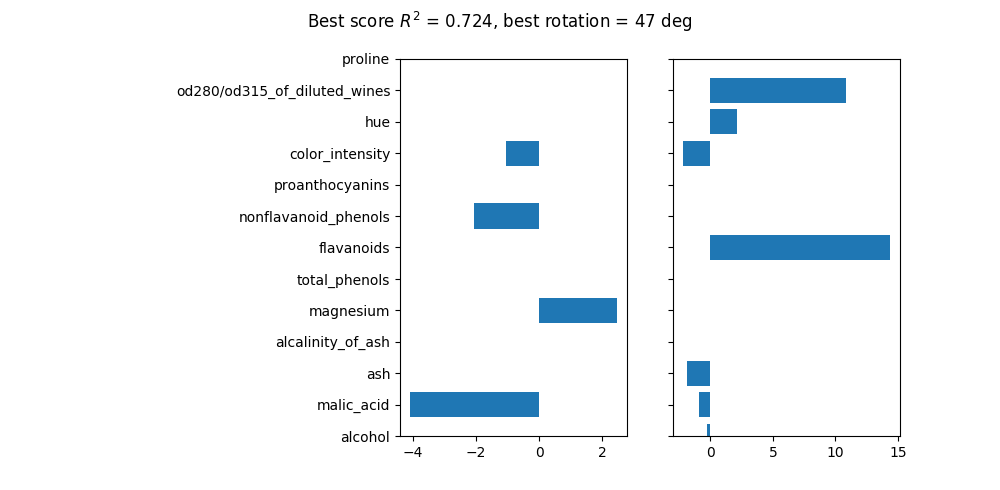 Best score R² = 0.724, best rotation = 47 deg
proline
od280/od315_of_diluted_wines
hue
color_intensity
proanthocyanins
nonflavanoid_phenols
flavanoids
total_phenols
magnesium
alcalinity_of_ash
ash
malic_acid
alcohol
−4 −2 0 2
0 5 10 15